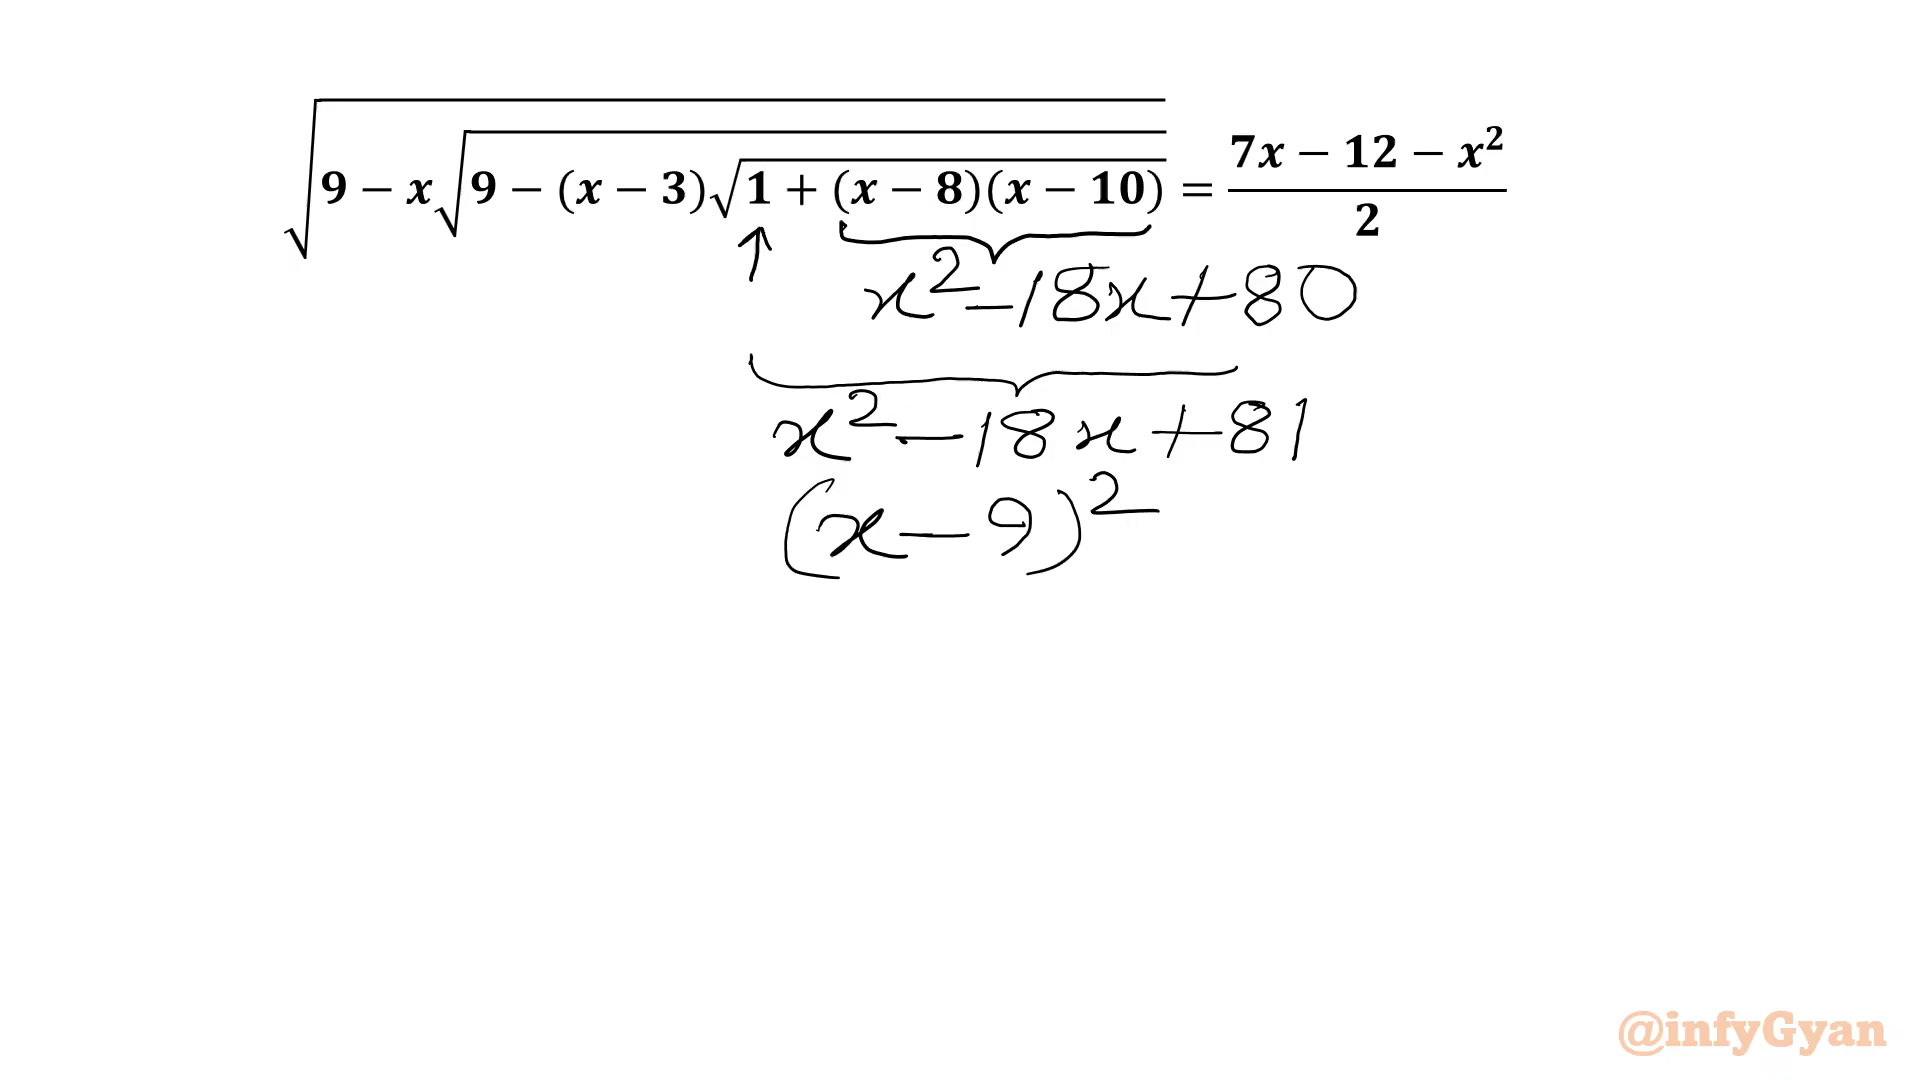 √(9 − x√(9 − (x − 3)√(1 + (x − 8)(x − 10)))) = (7x − 12 − x²)/2
x² − 18x + 80
x² − 18x + 81
(x − 9)²
@infyGyan